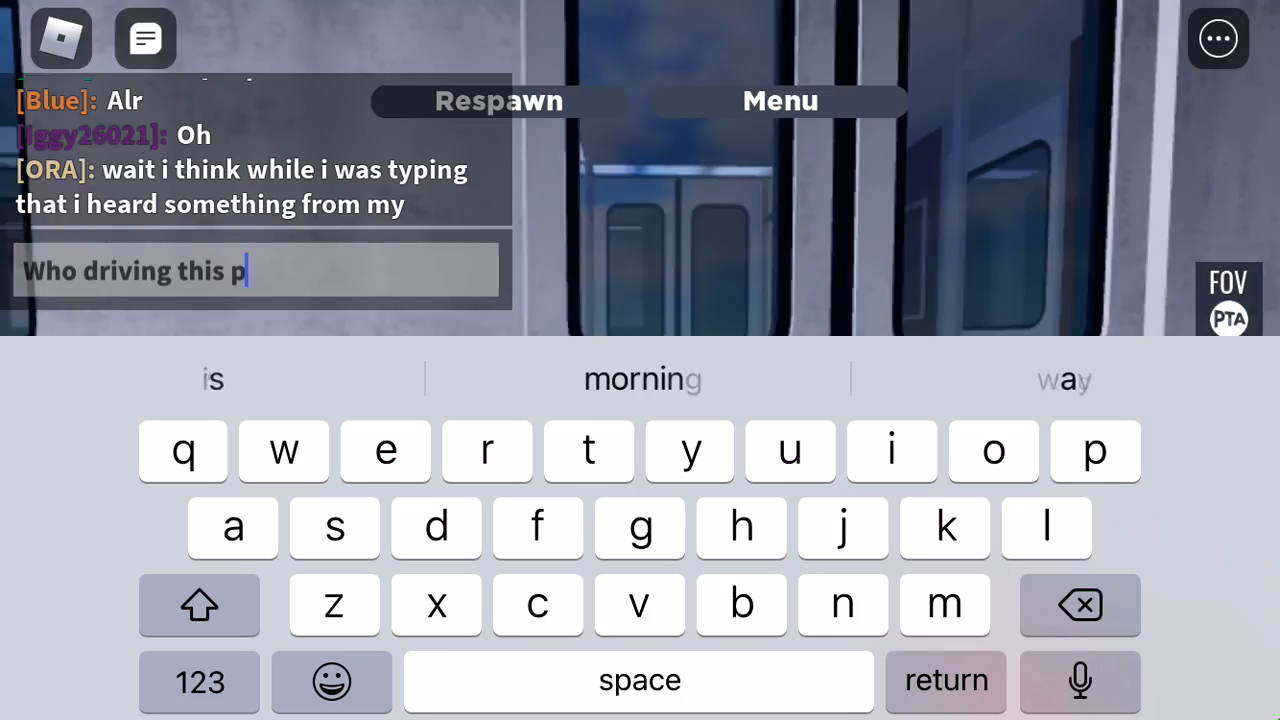 [Blue]: Alr
Respawn
Menu
[Iggy26021]: Oh
[ORA]: wait i think while i was typing
that i heard something from my
Who driving this p
FOV
PTA
is
morning
q w e r t y u i o p
a s d f g h j k l
z x c v b n m
123
space
return